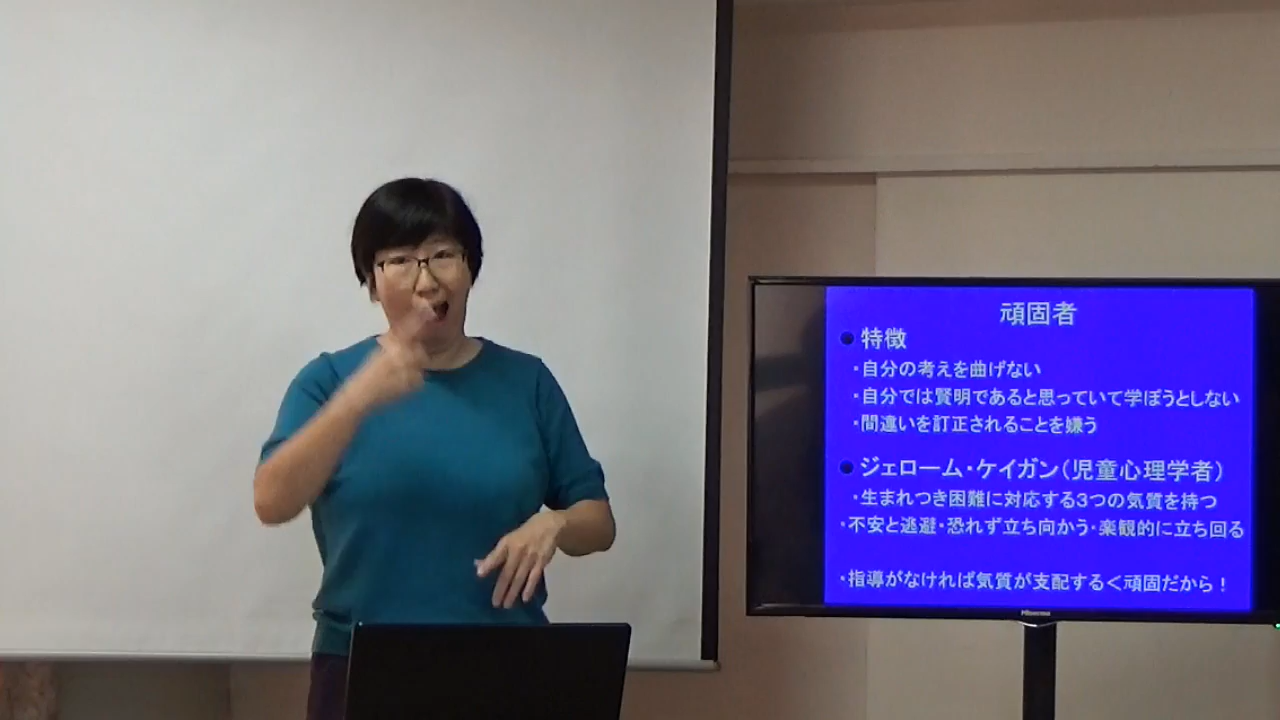 頑固者
●特徴
・自分の考えを曲げない
・自分では賢明であると思っていて学ぼうとしない
・間違いを訂正されることを嫌う
●ジェローム・ケイガン(児童心理学者)
・生まれつき困難に対応する3つの気質を持つ
・不安と逃避・恐れず立ち向かう・楽観的に立ち回る
・指導がなければ気質が支配する<頑固だから!
Hisense